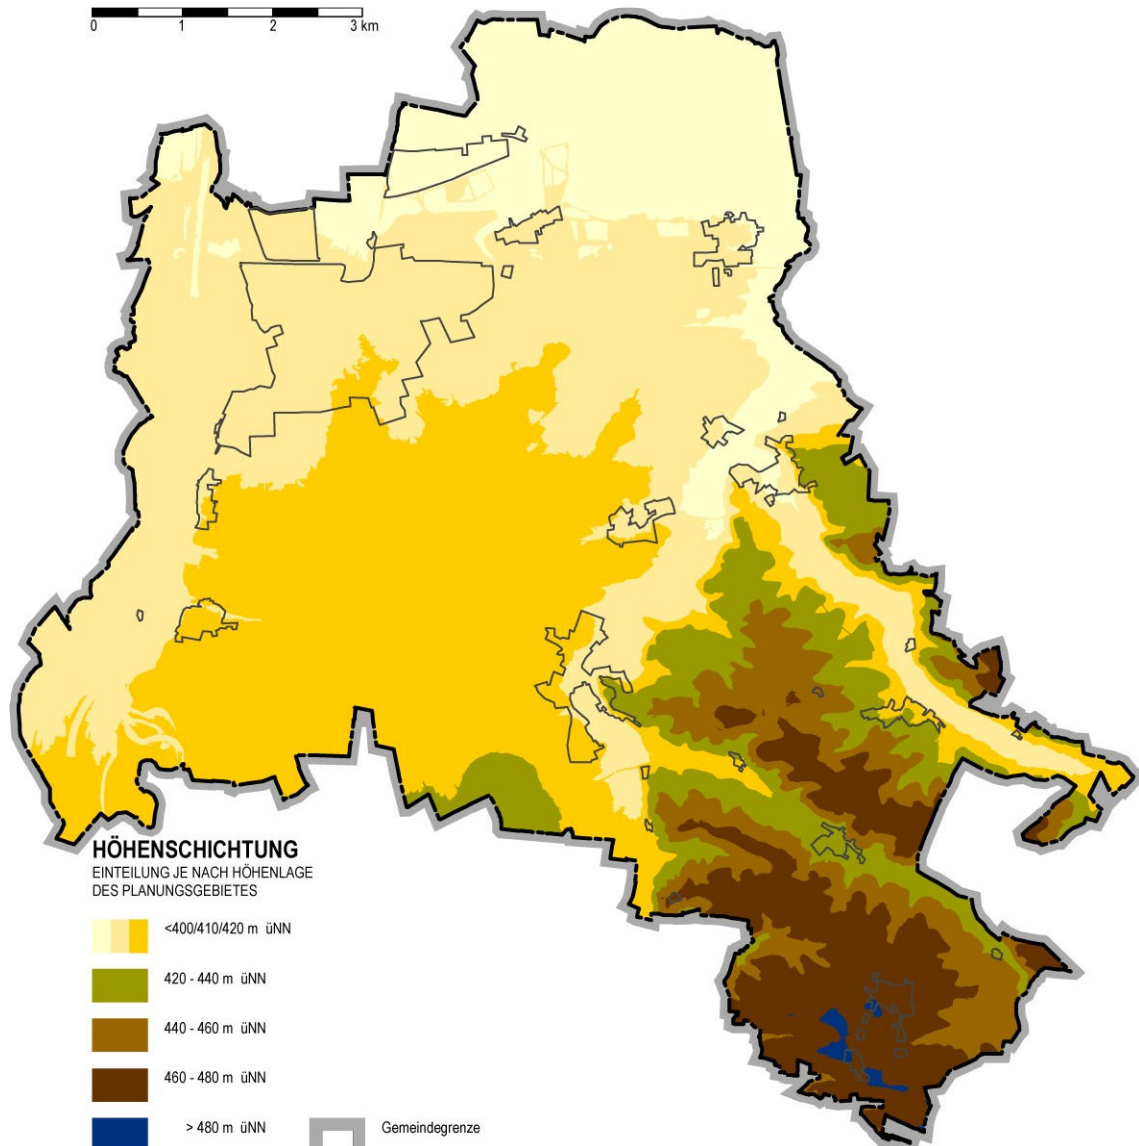 0 1 2 3 km
HÖHENSCHICHTUNG
EINTEILUNG JE NACH HÖHENLAGE
DES PLANUNGSGEBIETES
<400/410/420 m üNN
420 - 440 m üNN
440 - 460 m üNN
460 - 480 m üNN
> 480 m üNN
Gemeindegrenze